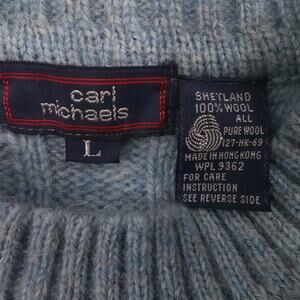 carl
michaels
L
SHETLAND
100% WOOL
ALL
PURE WOOL
127-HK-69
MADE IN HONG KONG
WPL 9362
FOR CARE
INSTRUCTION
SEE REVERSE SIDE